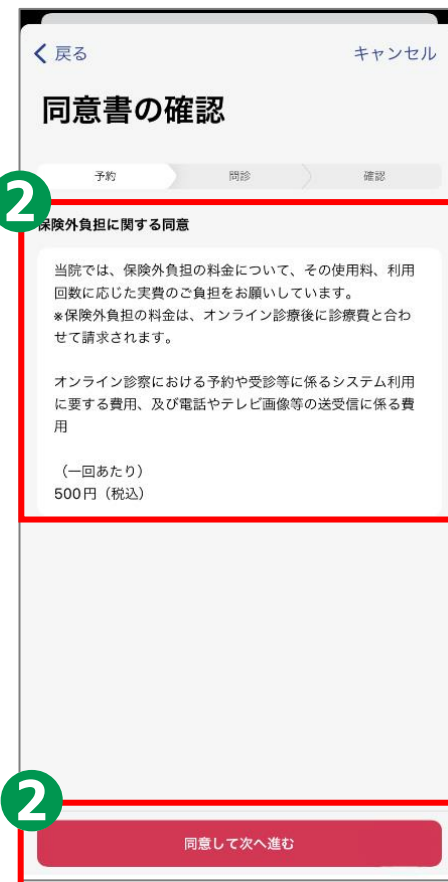 戻る
キャンセル
同意書の確認
予約
問診
確認
2
保険外負担に関する同意
当院では、保険外負担の料金について、その使用料、利用
回数に応じた実費のご負担をお願いしています。
※保険外負担の料金は、オンライン診療後に診療費と合わ
せて請求されます。
オンライン診察における予約や受診等に係るシステム利用
に要する費用、及び電話やテレビ画像等の送受信に係る費
用
（一回あたり）
500円（税込）
2
同意して次へ進む